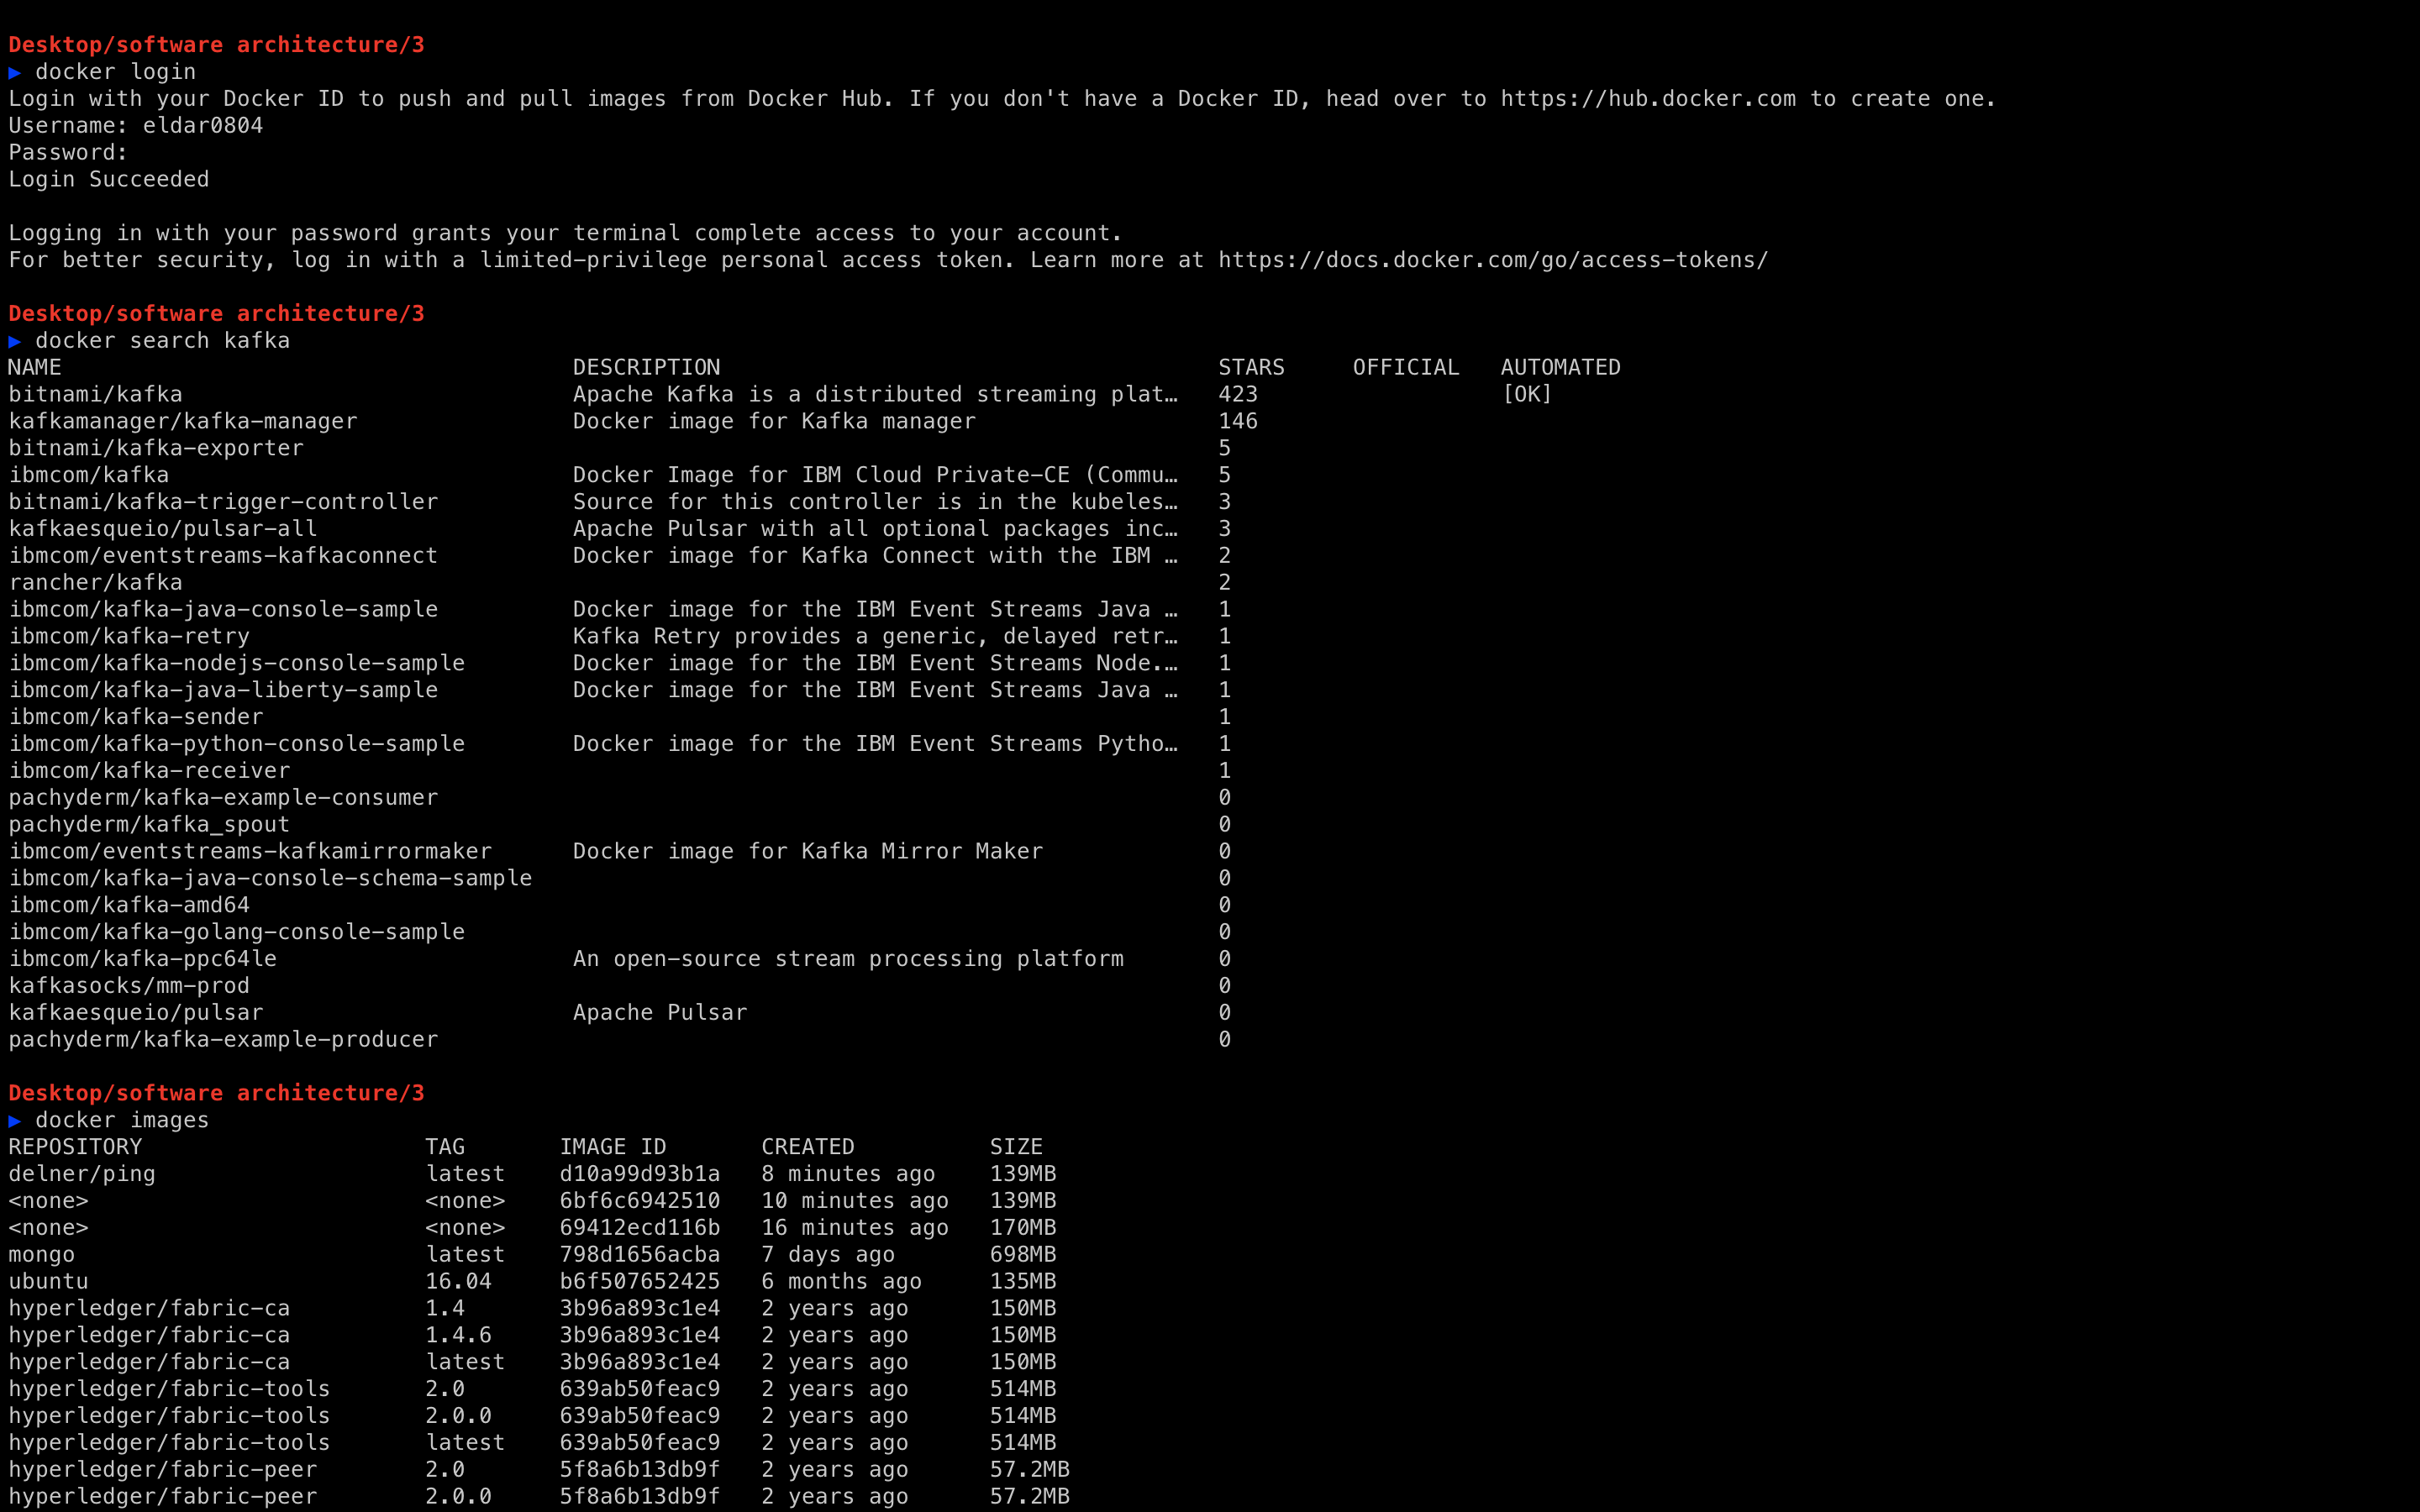 Desktop/software architecture/3
▶ docker login
Login with your Docker ID to push and pull images from Docker Hub. If you don't have a Docker ID, head over to https://hub.docker.com to create one.
Username: eldar0804
Password:
Login Succeeded
Logging in with your password grants your terminal complete access to your account.
For better security, log in with a limited-privilege personal access token. Learn more at https://docs.docker.com/go/access-tokens/
Desktop/software architecture/3
▶ docker search kafka
NAME DESCRIPTION STARS OFFICIAL AUTOMATED
bitnami/kafka Apache Kafka is a distributed streaming plat… 423 [OK]
kafkamanager/kafka-manager Docker image for Kafka manager 146
bitnami/kafka-exporter 5
ibmcom/kafka Docker Image for IBM Cloud Private-CE (Commu… 5
bitnami/kafka-trigger-controller Source for this controller is in the kubeles… 3
kafkaesqueio/pulsar-all Apache Pulsar with all optional packages inc… 3
ibmcom/eventstreams-kafkaconnect Docker image for Kafka Connect with the IBM … 2
rancher/kafka 2
ibmcom/kafka-java-console-sample Docker image for the IBM Event Streams Java … 1
ibmcom/kafka-retry Kafka Retry provides a generic, delayed retr… 1
ibmcom/kafka-nodejs-console-sample Docker image for the IBM Event Streams Node.… 1
ibmcom/kafka-java-liberty-sample Docker image for the IBM Event Streams Java … 1
ibmcom/kafka-sender 1
ibmcom/kafka-python-console-sample Docker image for the IBM Event Streams Pytho… 1
ibmcom/kafka-receiver 1
pachyderm/kafka-example-consumer 0
pachyderm/kafka_spout 0
ibmcom/eventstreams-kafkamirrormaker Docker image for Kafka Mirror Maker 0
ibmcom/kafka-java-console-schema-sample 0
ibmcom/kafka-amd64 0
ibmcom/kafka-golang-console-sample 0
ibmcom/kafka-ppc64le An open-source stream processing platform 0
kafkasocks/mm-prod 0
kafkaesqueio/pulsar Apache Pulsar 0
pachyderm/kafka-example-producer 0
Desktop/software architecture/3
▶ docker images
REPOSITORY TAG IMAGE ID CREATED SIZE
delner/ping latest d10a99d93b1a 8 minutes ago 139MB
<none> <none> 6bf6c6942510 10 minutes ago 139MB
<none> <none> 69412ecd116b 16 minutes ago 170MB
mongo latest 798d1656acba 7 days ago 698MB
ubuntu 16.04 b6f507652425 6 months ago 135MB
hyperledger/fabric-ca 1.4 3b96a893c1e4 2 years ago 150MB
hyperledger/fabric-ca 1.4.6 3b96a893c1e4 2 years ago 150MB
hyperledger/fabric-ca latest 3b96a893c1e4 2 years ago 150MB
hyperledger/fabric-tools 2.0 639ab50feac9 2 years ago 514MB
hyperledger/fabric-tools 2.0.0 639ab50feac9 2 years ago 514MB
hyperledger/fabric-tools latest 639ab50feac9 2 years ago 514MB
hyperledger/fabric-peer 2.0 5f8a6b13db9f 2 years ago 57.2MB
hyperledger/fabric-peer 2.0.0 5f8a6b13db9f 2 years ago 57.2MB